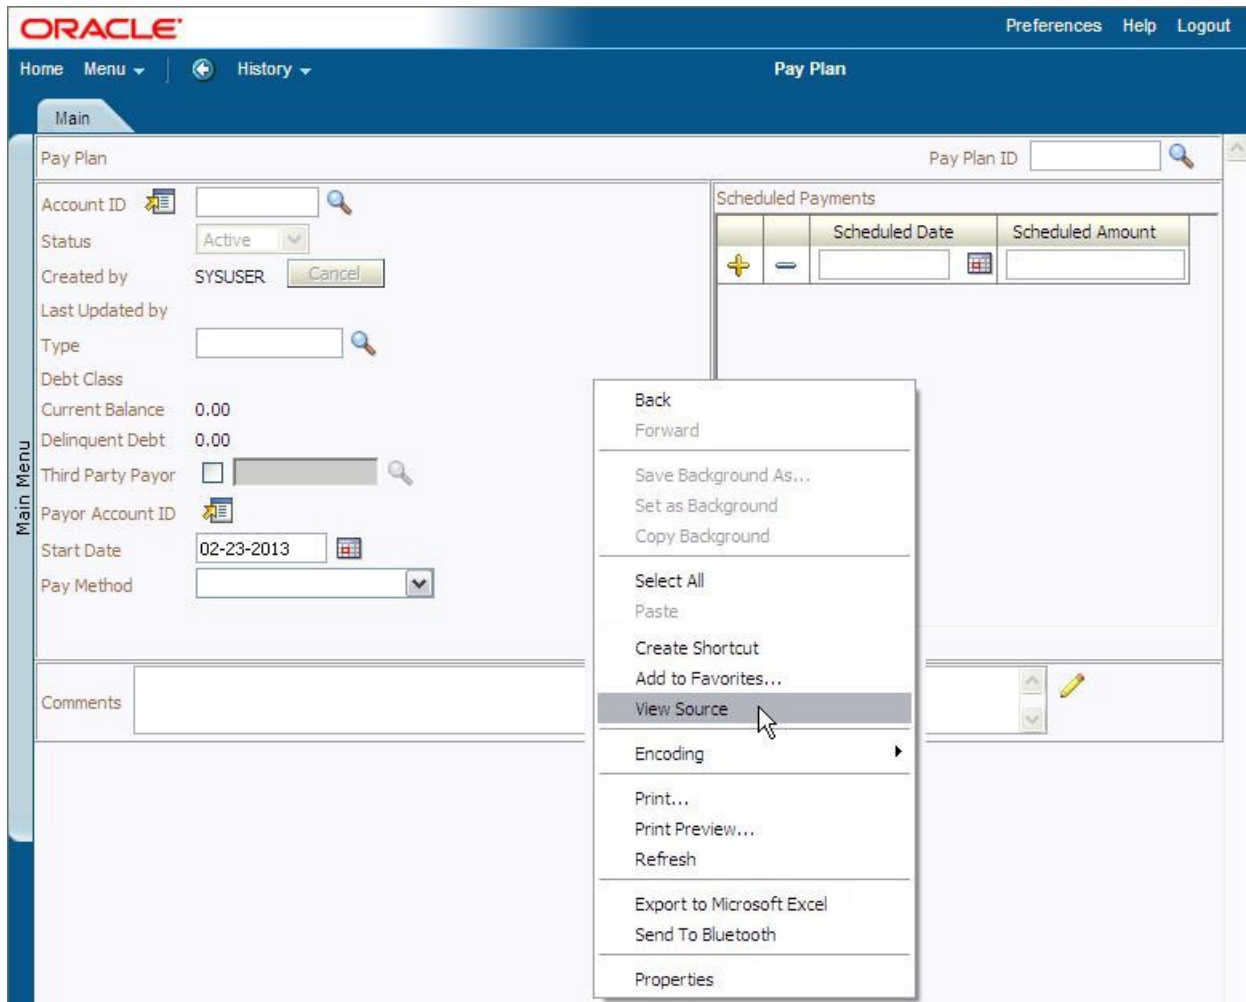 ORACLE
Preferences Help Logout
Home Menu History Pay Plan
Main
Main Menu
Pay Plan Pay Plan ID
Account ID
Status Active
Created by SYSUSER Cancel
Last Updated by
Type
Debt Class
Current Balance 0.00
Delinquent Debt 0.00
Third Party Payor
Payor Account ID
Start Date 02-23-2013
Pay Method
Scheduled Payments
Scheduled Date Scheduled Amount
Comments
Back
Forward
Save Background As...
Set as Background
Copy Background
Select All
Paste
Create Shortcut
Add to Favorites...
View Source
Encoding
Print...
Print Preview...
Refresh
Export to Microsoft Excel
Send To Bluetooth
Properties